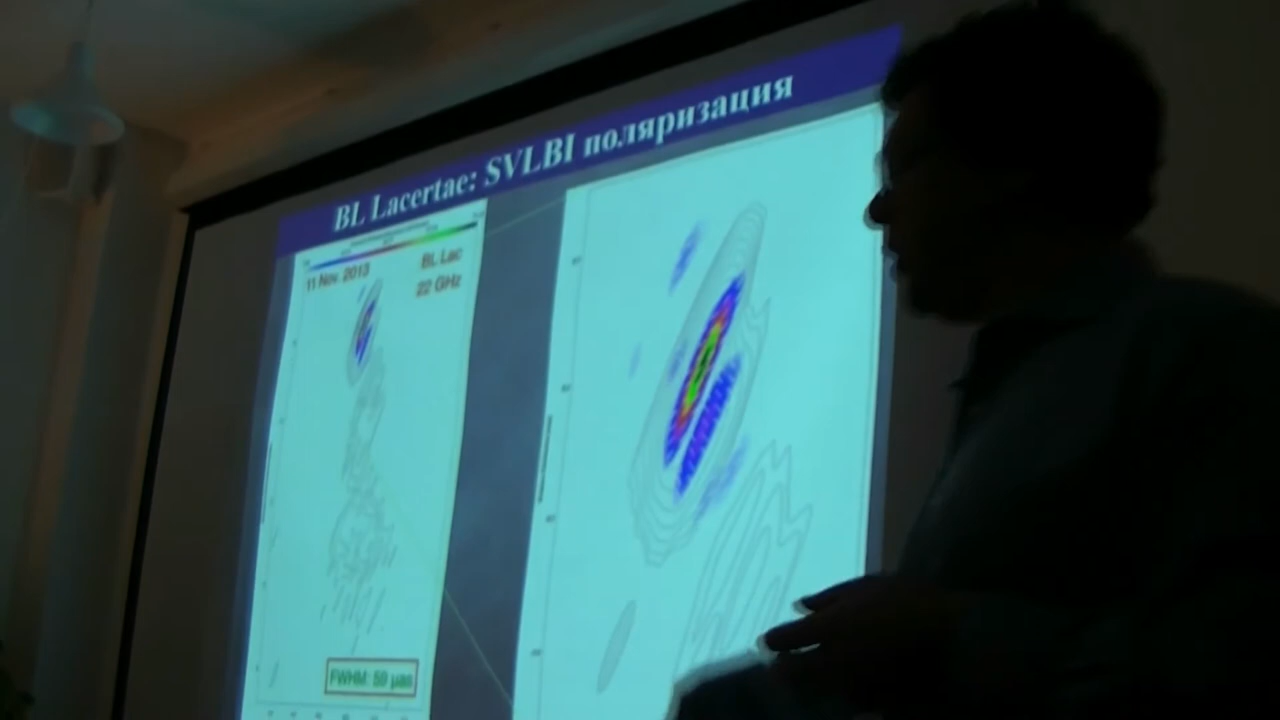 BL Lacertae: SVLBI поляризация
11 Nov. 2013
BL Lac
22 GHz
FWHM: 50 µas